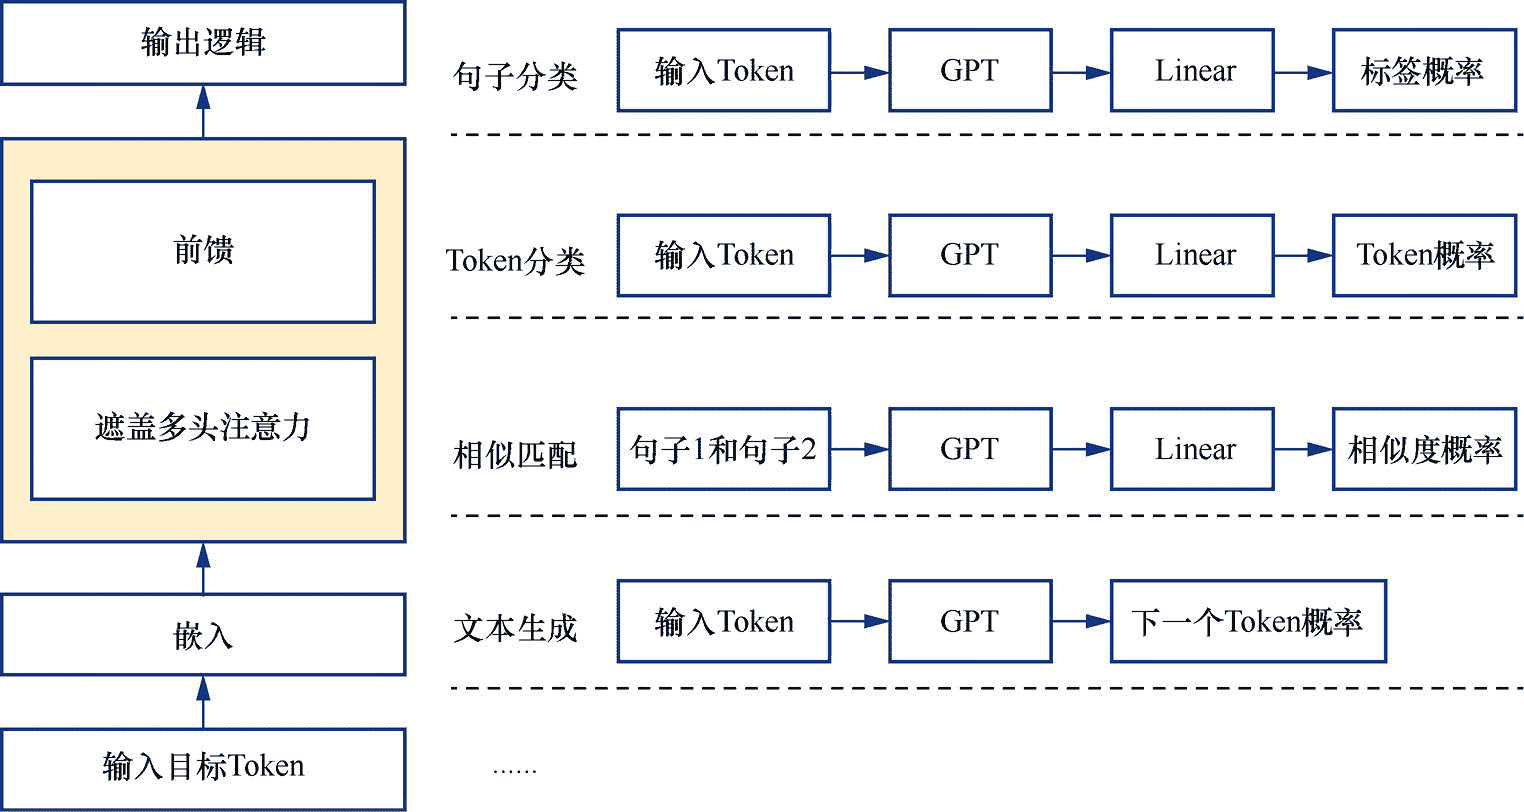 输出逻辑
前馈
遮盖多头注意力
嵌入
输入目标Token
句子分类
输入Token
GPT
Linear
标签概率
Token分类
输入Token
GPT
Linear
Token概率
相似匹配
句子1和句子2
GPT
Linear
相似度概率
文本生成
输入Token
GPT
下一个Token概率
……